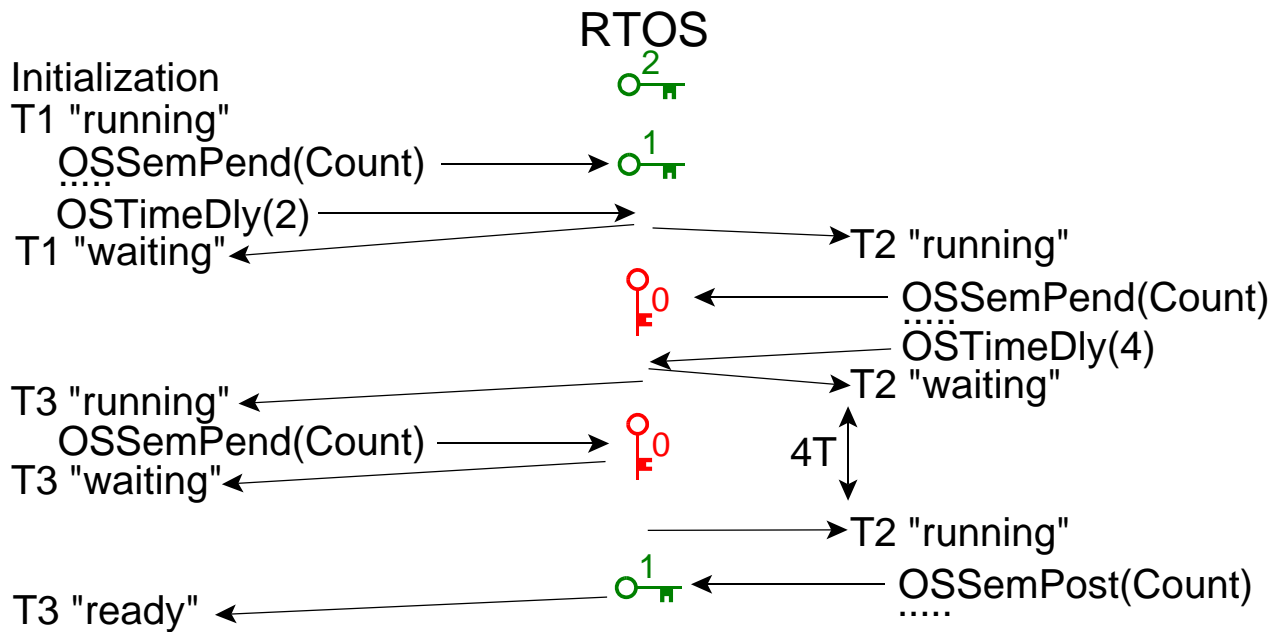 RTOS
Initialization
2
T1 "running"
OSSemPend(Count)
1
.....
OSTimeDly(2)
T1 "waiting"
T2 "running"
0
OSSemPend(Count)
.....
OSTimeDly(4)
T2 "waiting"
T3 "running"
OSSemPend(Count)
0
4T
T3 "waiting"
T2 "running"
1
OSSemPost(Count)
.....
T3 "ready"